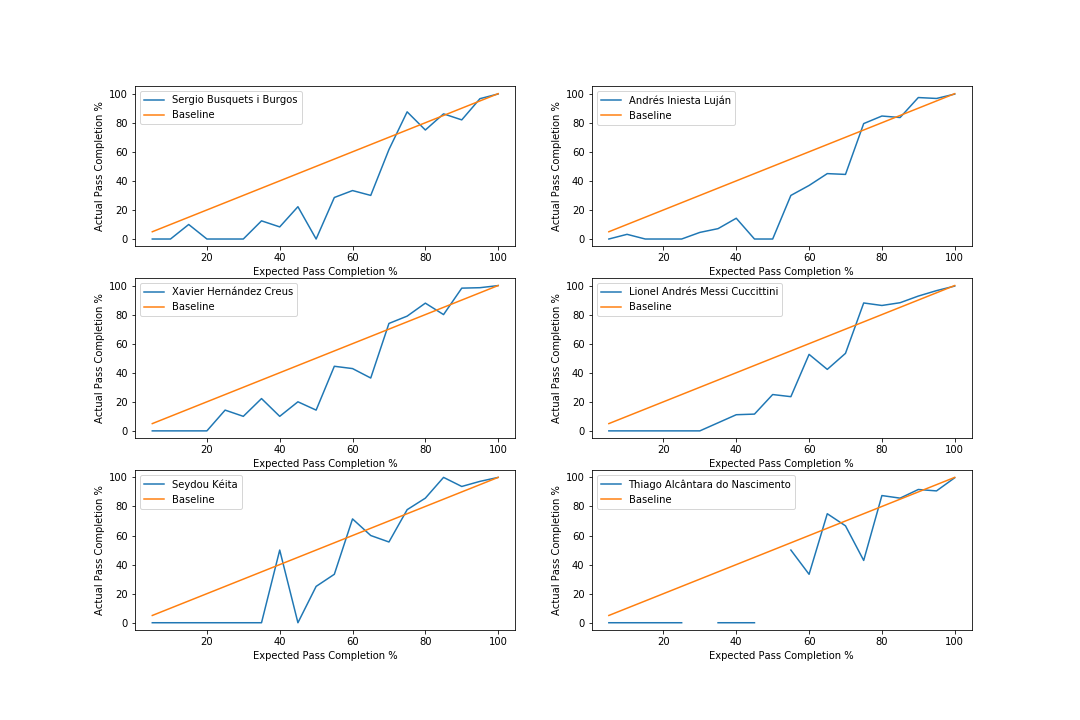 Sergio Busquets i Burgos
Baseline
Actual Pass Completion %
100
80
60
40
20
0
20 40 60 80 100
Expected Pass Completion %
Andrés Iniesta Luján
Baseline
Actual Pass Completion %
100
80
60
40
20
0
20 40 60 80 100
Expected Pass Completion %
Xavier Hernández Creus
Baseline
Actual Pass Completion %
100
80
60
40
20
0
20 40 60 80 100
Expected Pass Completion %
Lionel Andrés Messi Cuccittini
Baseline
Actual Pass Completion %
100
80
60
40
20
0
20 40 60 80 100
Expected Pass Completion %
Seydou Kéita
Baseline
Actual Pass Completion %
100
80
60
40
20
0
20 40 60 80 100
Expected Pass Completion %
Thiago Alcântara do Nascimento
Baseline
Actual Pass Completion %
100
80
60
40
20
0
20 40 60 80 100
Expected Pass Completion %